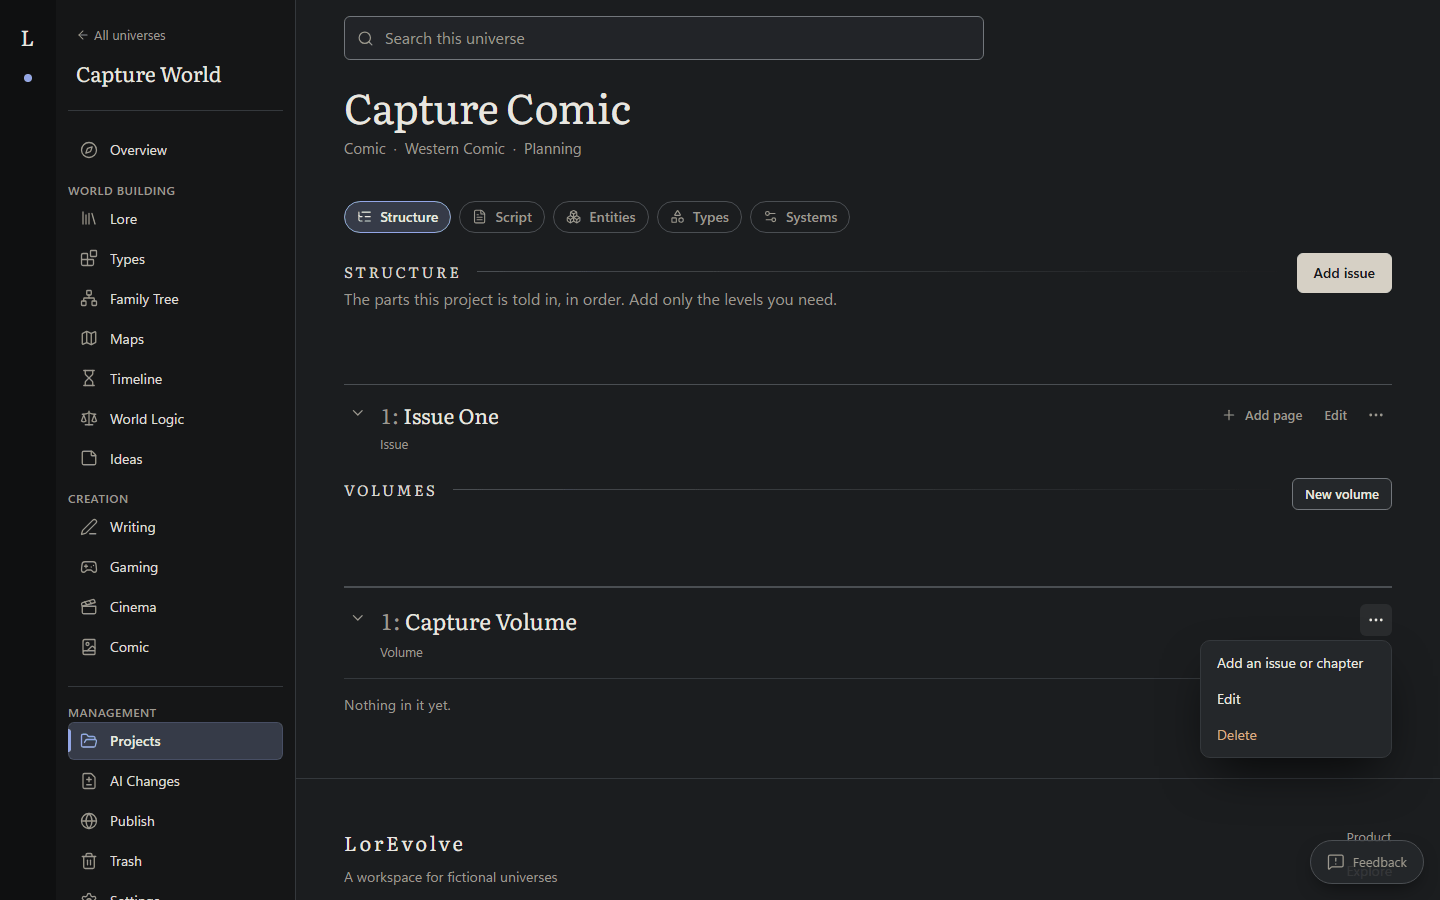 L
All universes
Capture World
Overview
WORLD BUILDING
Lore
Types
Family Tree
Maps
Timeline
World Logic
Ideas
CREATION
Writing
Gaming
Cinema
Comic
MANAGEMENT
Projects
AI Changes
Publish
Trash
Settings
Search this universe
Capture Comic
Comic · Western Comic · Planning
Structure Script Entities Types Systems
STRUCTURE
Add issue
The parts this project is told in, in order. Add only the levels you need.
1: Issue One
Add page Edit
Issue
VOLUMES
New volume
1: Capture Volume
Volume
Add an issue or chapter
Edit
Delete
Nothing in it yet.
LorEvolve
A workspace for fictional universes
Product
Feedback
Explore